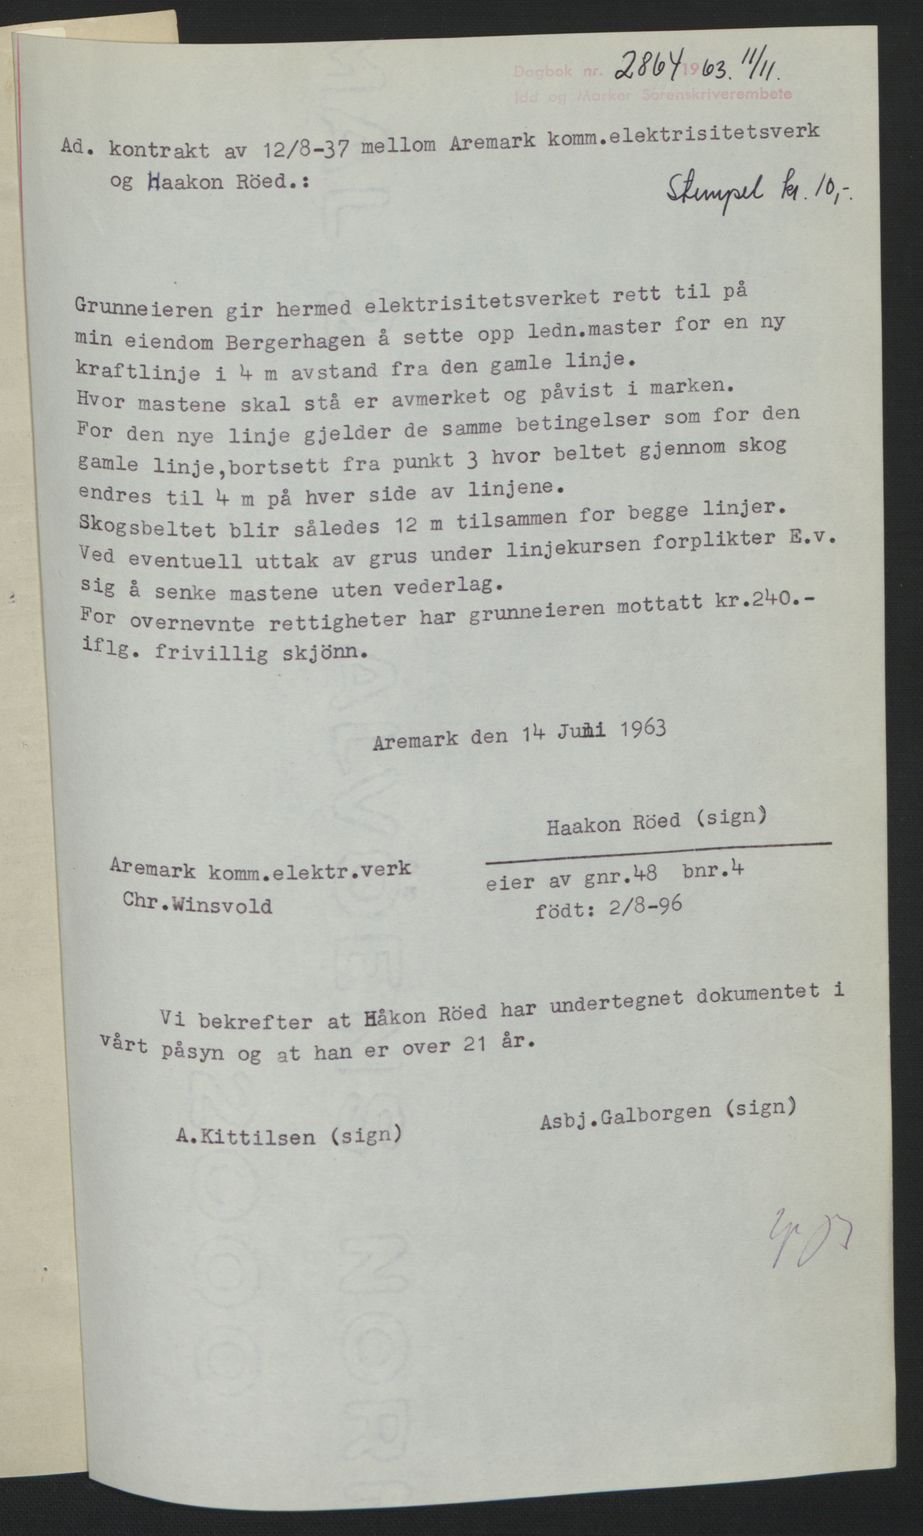 Dagbok nr. 2864 1963. 11/11.
Idd og Marker Sorenskriverembete
Ad. kontrakt av 12/8-37 mellom Aremark komm.elektrisitetsverk
og Haakon Röed.:
Stempel kr. 10,-.
Grunneieren gir hermed elektrisitetsverket rett til på
min eiendom Bergerhagen å sette opp ledn.master for en ny
kraftlinje i 4 m avstand fra den gamle linje.
Hvor mastene skal stå er avmerket og påvist i marken.
For den nye linje gjelder de samme betingelser som for den
gamle linje,bortsett fra punkt 3 hvor beltet gjennom skog
endres til 4 m på hver side av linjene.
Skogsbeltet blir således 12 m tilsammen for begge linjer.
Ved eventuell uttak av grus under linjekursen forplikter E.v.
sig å senke mastene uten vederlag.
For overnevnte rettigheter har grunneieren mottatt kr.240.-
iflg. frivillig skjönn.
Aremark den 14 Juni 1963
Haakon Röed (sign)
Aremark komm.elektr.verk
eier av gnr.48 bnr.4
Chr.Winsvold
födt: 2/8-96
Vi bekrefter at Håkon Röed har undertegnet dokumentet i
vårt påsyn og at han er over 21 år.
A.Kittilsen (sign)
Asbj.Galborgen (sign)